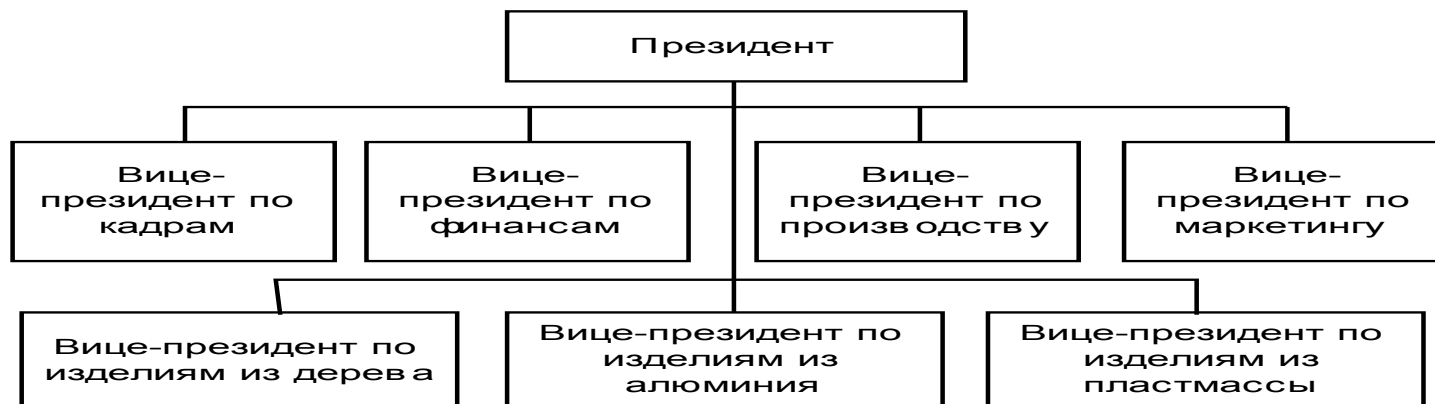 Президент
Вице-
президент по
кадрам
Вице-
президент по
финансам
Вице-
президент по
производству
Вице-
президент по
маркетингу
Вице-президент по
изделиям из дерева
Вице-президент по
изделиям из
алюминия
Вице-президент по
изделиям из
пластмассы